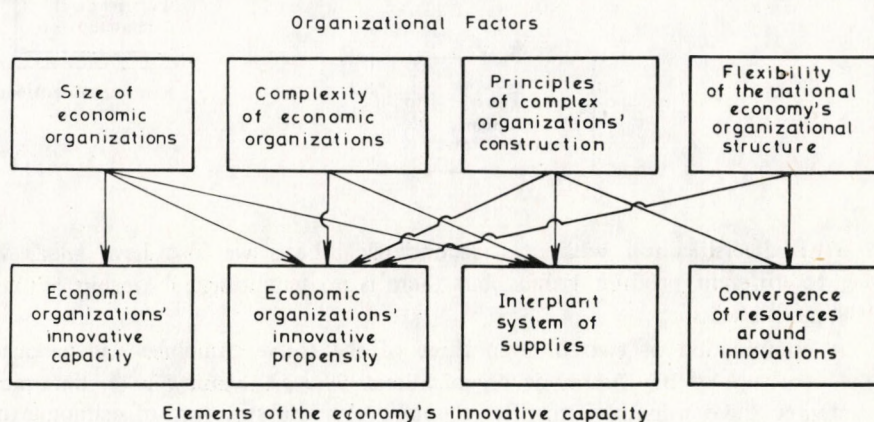 Organizational Factors
Size of
economic
organizations
Complexity
of economic
organizations
Principles
of complex
organizations'
construction
Flexibility
of the national
economy's
organizational
structure
Economic
organizations'
innovative
capacity
Economic
organizations'
innovative
propensity
Interplant
system of
supplies
Convergence
of resources
around
innovations
Elements of the economy's innovative capacity